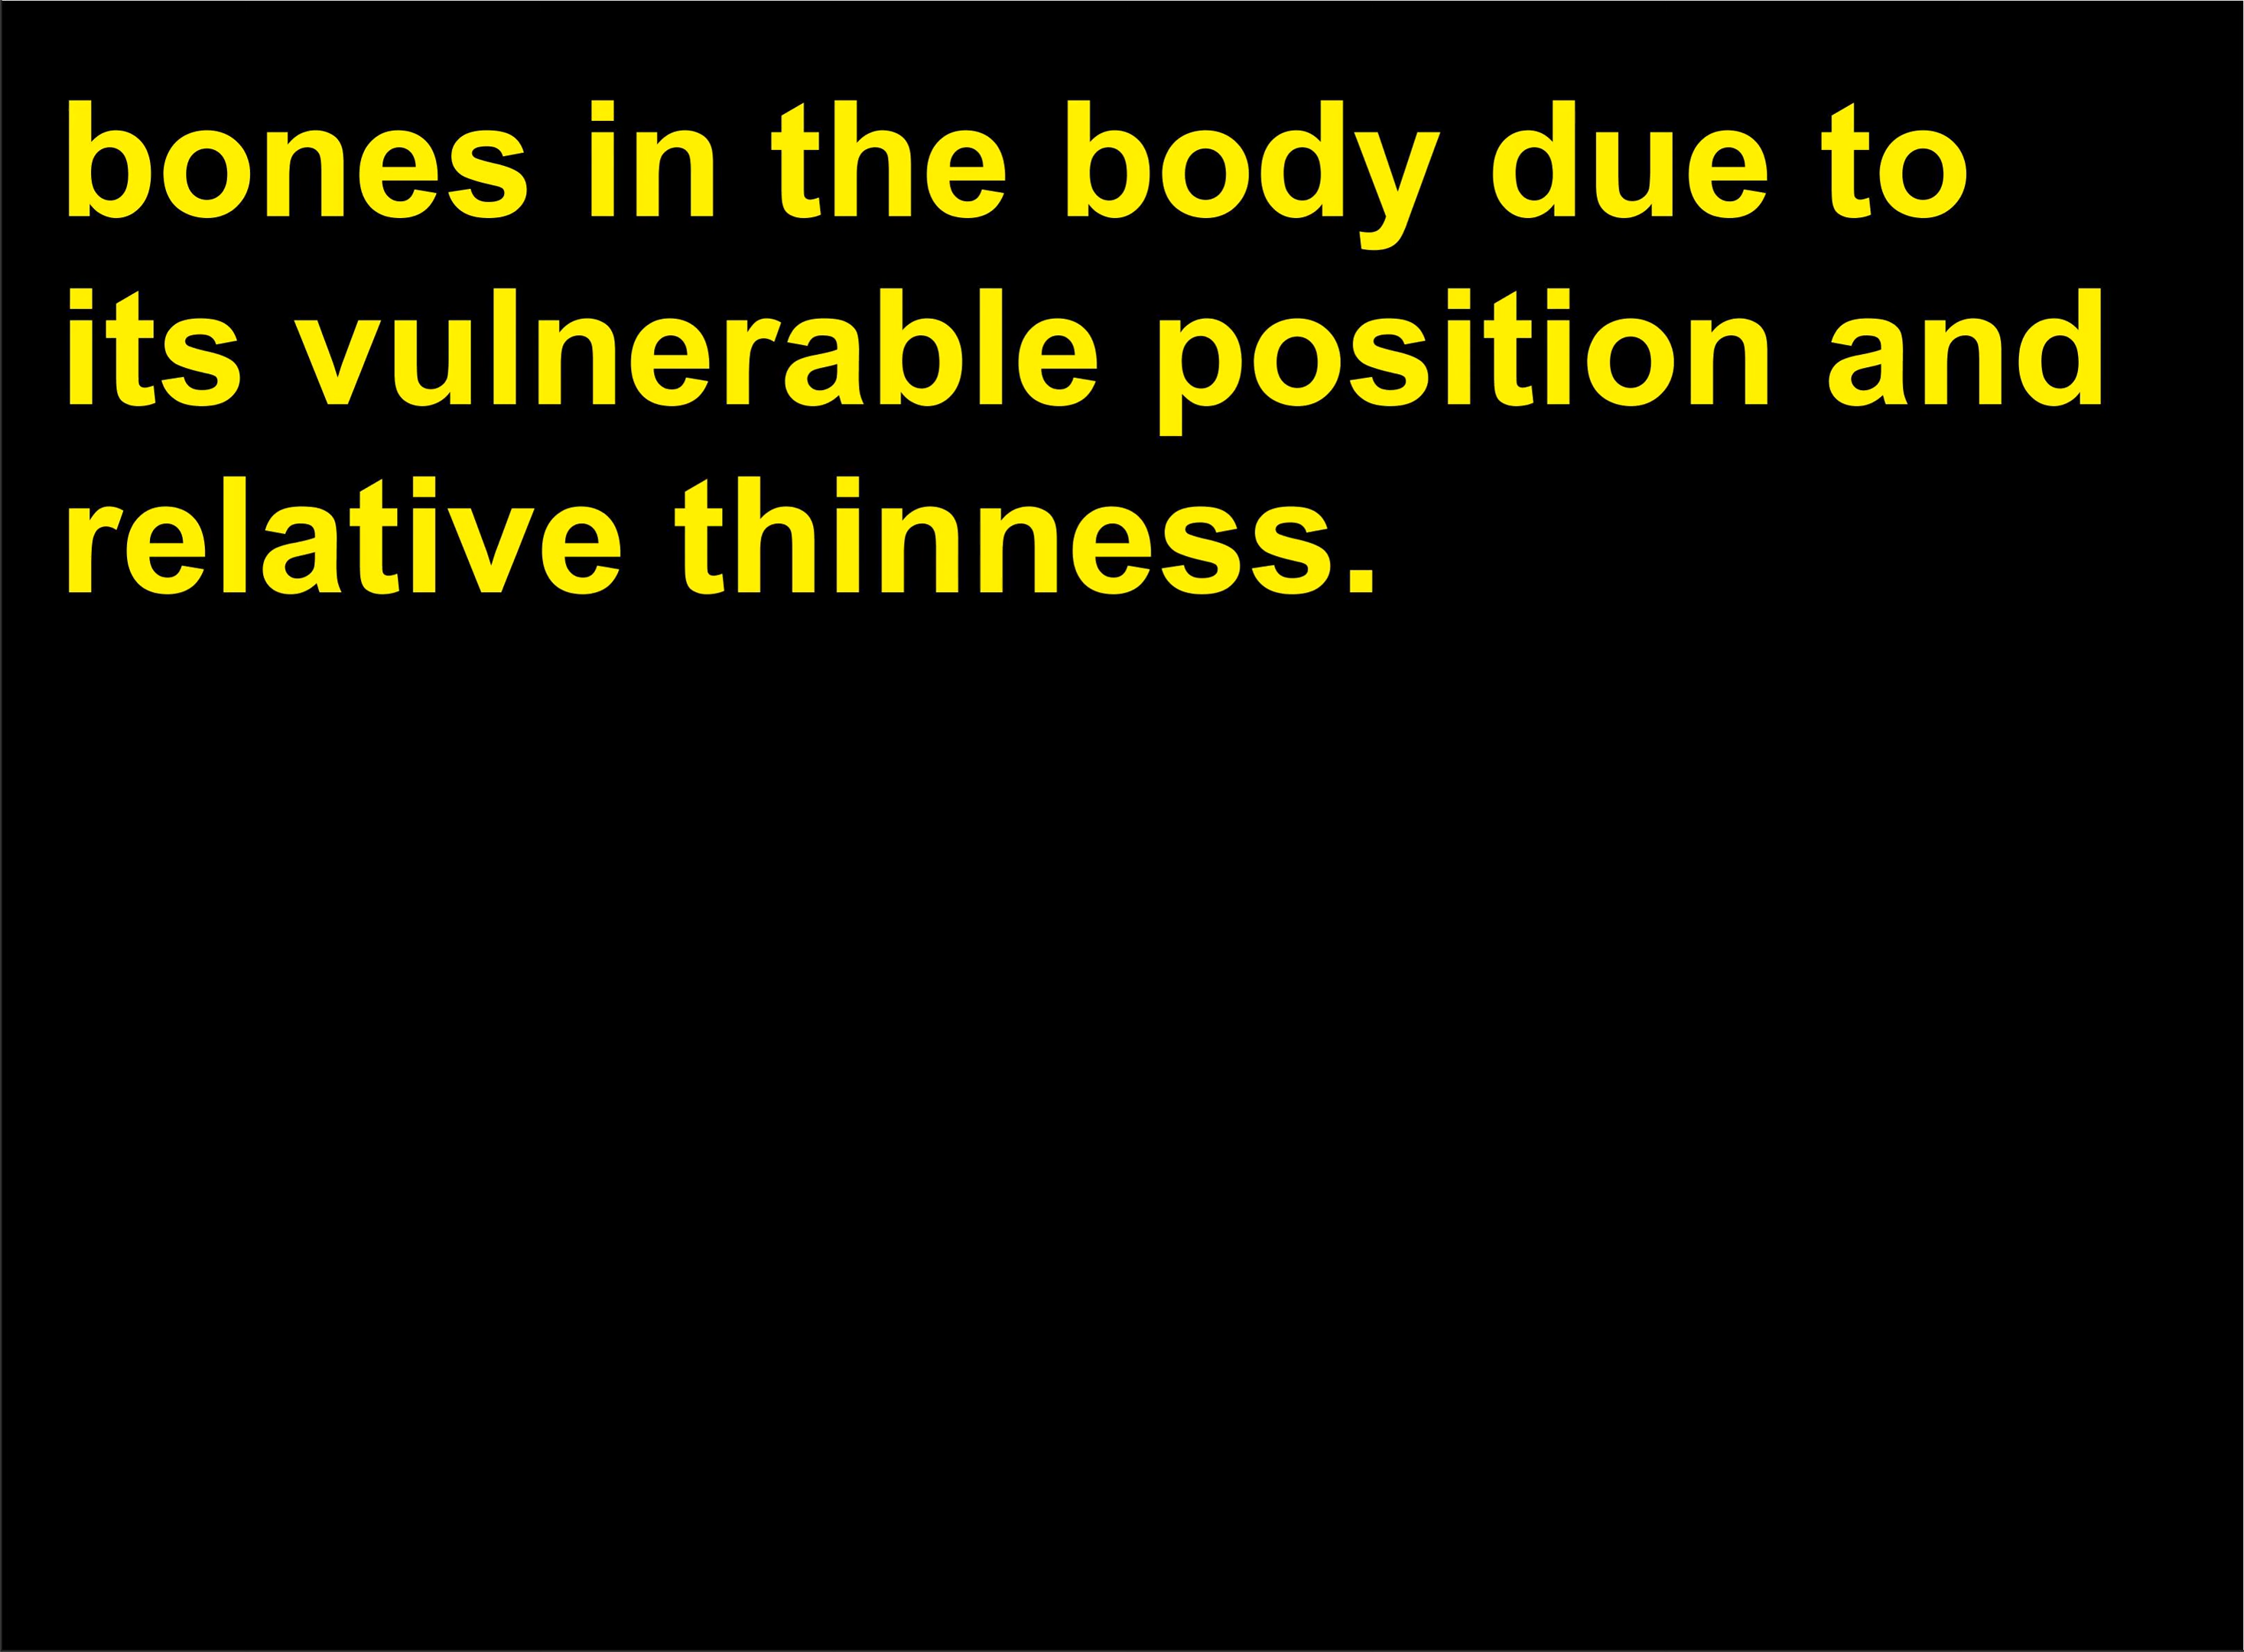 bones in the body due to
its vulnerable position and
relative thinness.